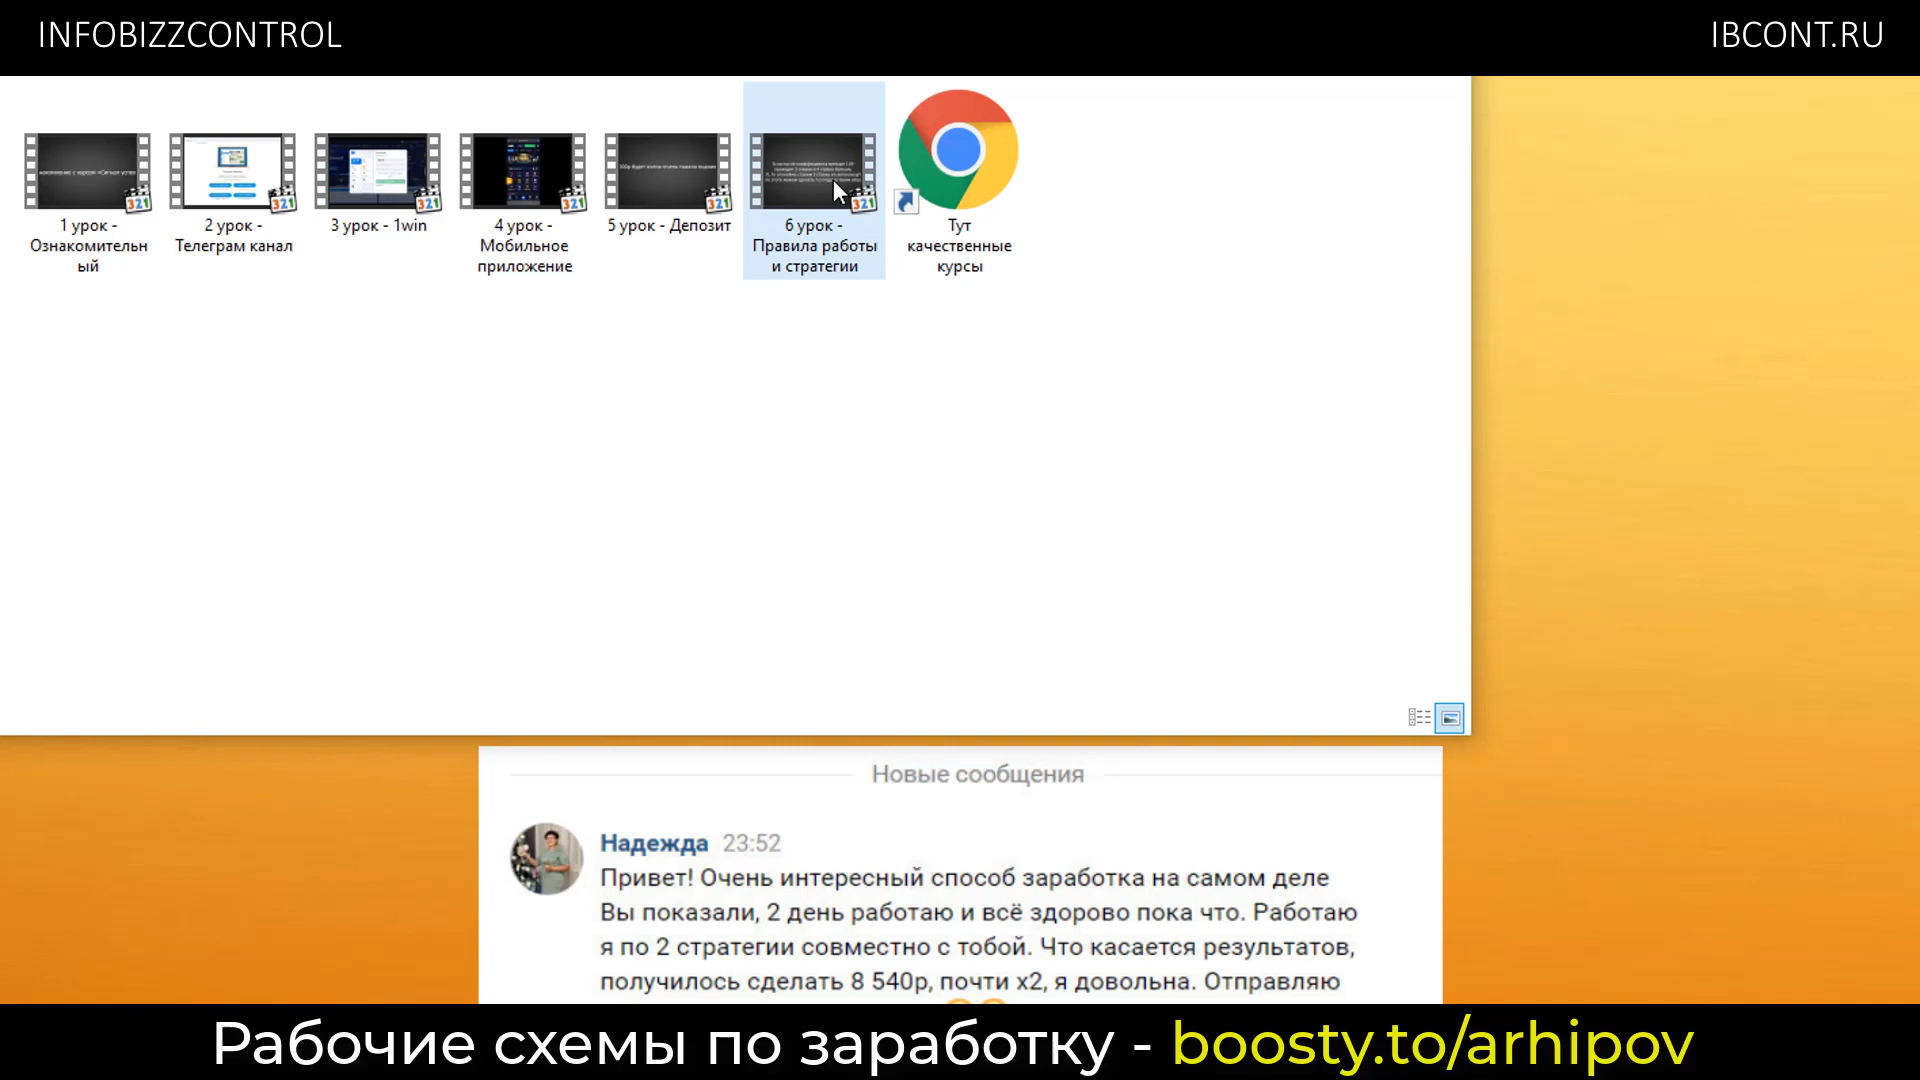 INFOBIZZCONTROL
IBCONT.RU
1 урок -
Ознакомительн
ый
2 урок -
Телеграм канал
3 урок - 1win
4 урок -
Мобильное
приложение
5 урок - Депозит
6 урок -
Правила работы
и стратегии
Тут
качественные
курсы
Новые сообщения
Надежда 23:52
Привет! Очень интересный способ заработка на самом деле
Вы показали, 2 день работаю и всё здорово пока что. Работаю
я по 2 стратегии совместно с тобой. Что касается результатов,
получилось сделать 8 540р, почти х2, я довольна. Отправляю
Рабочие схемы по заработку - boosty.to/arhipov